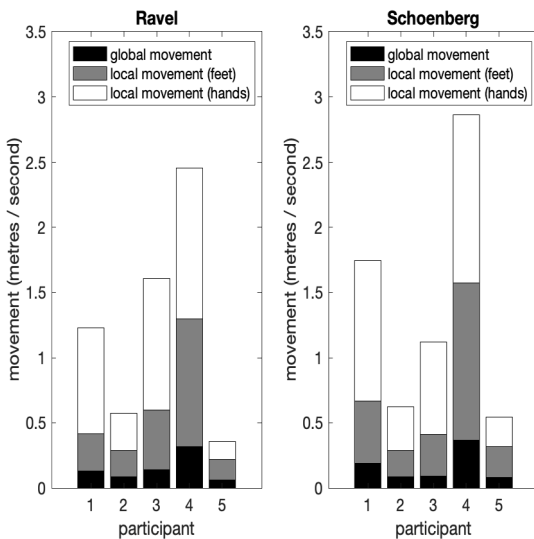 Ravel
3.5
3
2.5
2
1.5
1
0.5
0
movement (metres / second)
global movement
local movement (feet)
local movement (hands)
1 2 3 4 5
participant
Schoenberg
3.5
3
2.5
2
1.5
1
0.5
0
movement (metres / second)
global movement
local movement (feet)
local movement (hands)
1 2 3 4 5
participant